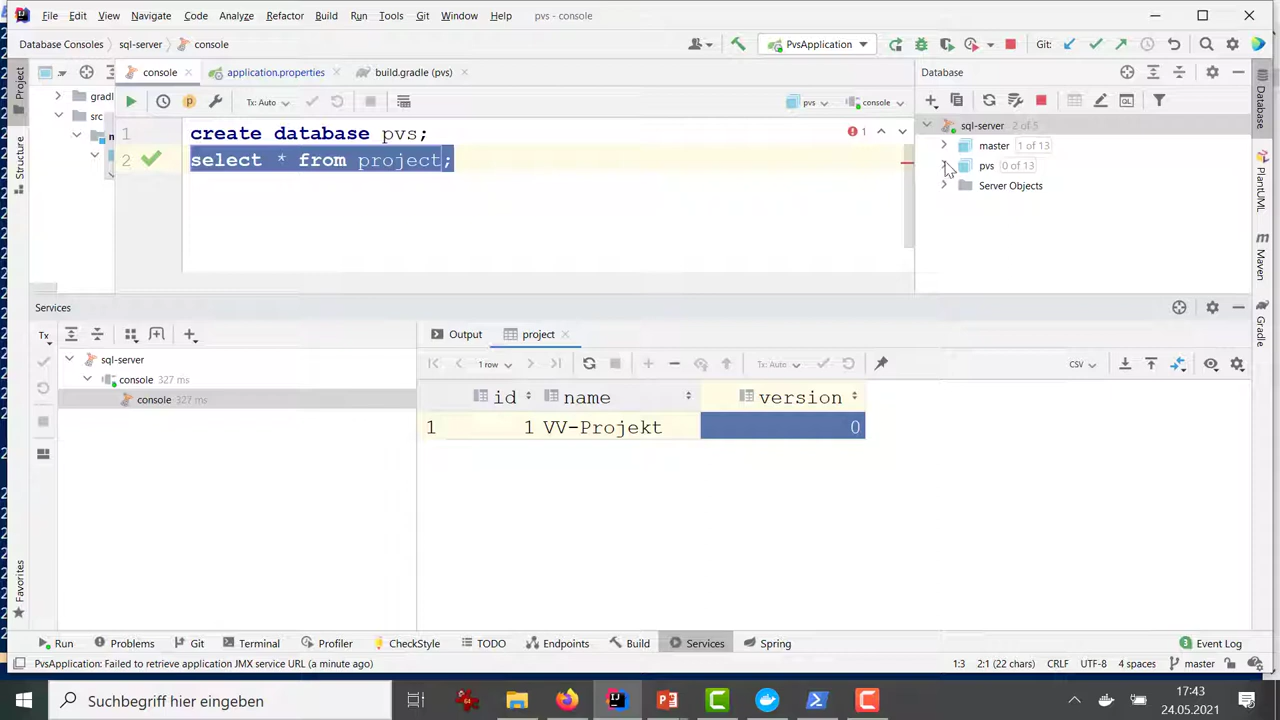 File Edit View Navigate Code Analyze Refactor Build Run Tools Git Window Help pvs - console
Database Consoles sql-server console PvsApplication Git:
console application.properties build.gradle (pvs) Database
Tx: Auto pvs console
Project
Structure
Favorites
gradl
src
1 create database pvs;
2 select * from project;
1
sql-server 2 of 5
master 1 of 13
pvs 0 of 13
Server Objects
Database
PlantUML
Maven
Gradle
Services
Tx
sql-server
console 327 ms
console 327 ms
Output project
1 row Tx: Auto CSV
id name version
1 1 VV-Projekt 0
Run Problems Git Terminal Profiler CheckStyle TODO Endpoints Build Services Spring Event Log
PvsApplication: Failed to retrieve application JMX service URL (a minute ago) 1:3 2:1 (22 chars) CRLF UTF-8 4 spaces master
Suchbegriff hier eingeben
17:43
24.05.2021